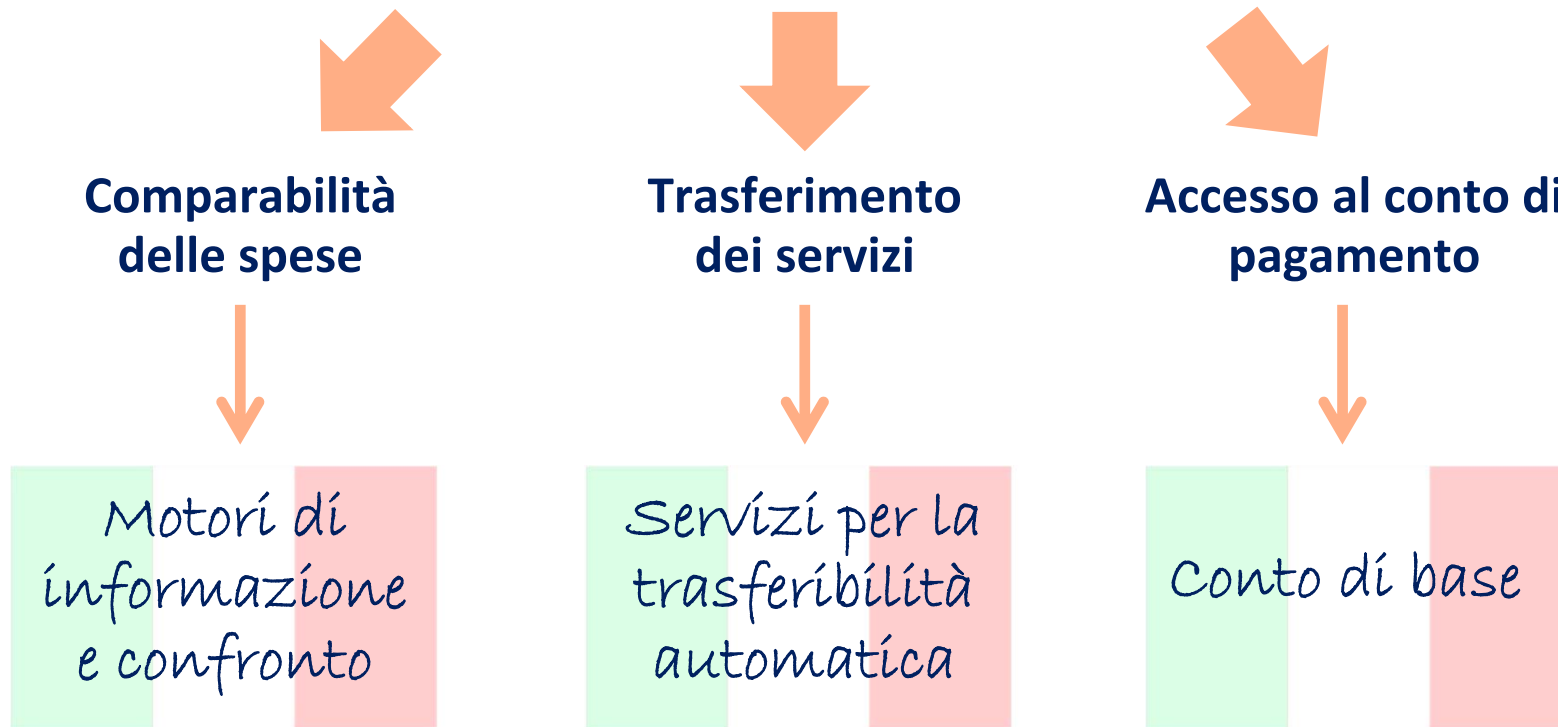 Comparabilità
delle spese
Trasferimento
dei servizi
Accesso al conto di
pagamento
Motori di
informazione
e confronto
Servizi per la
trasferibilità
automatica
Conto di base